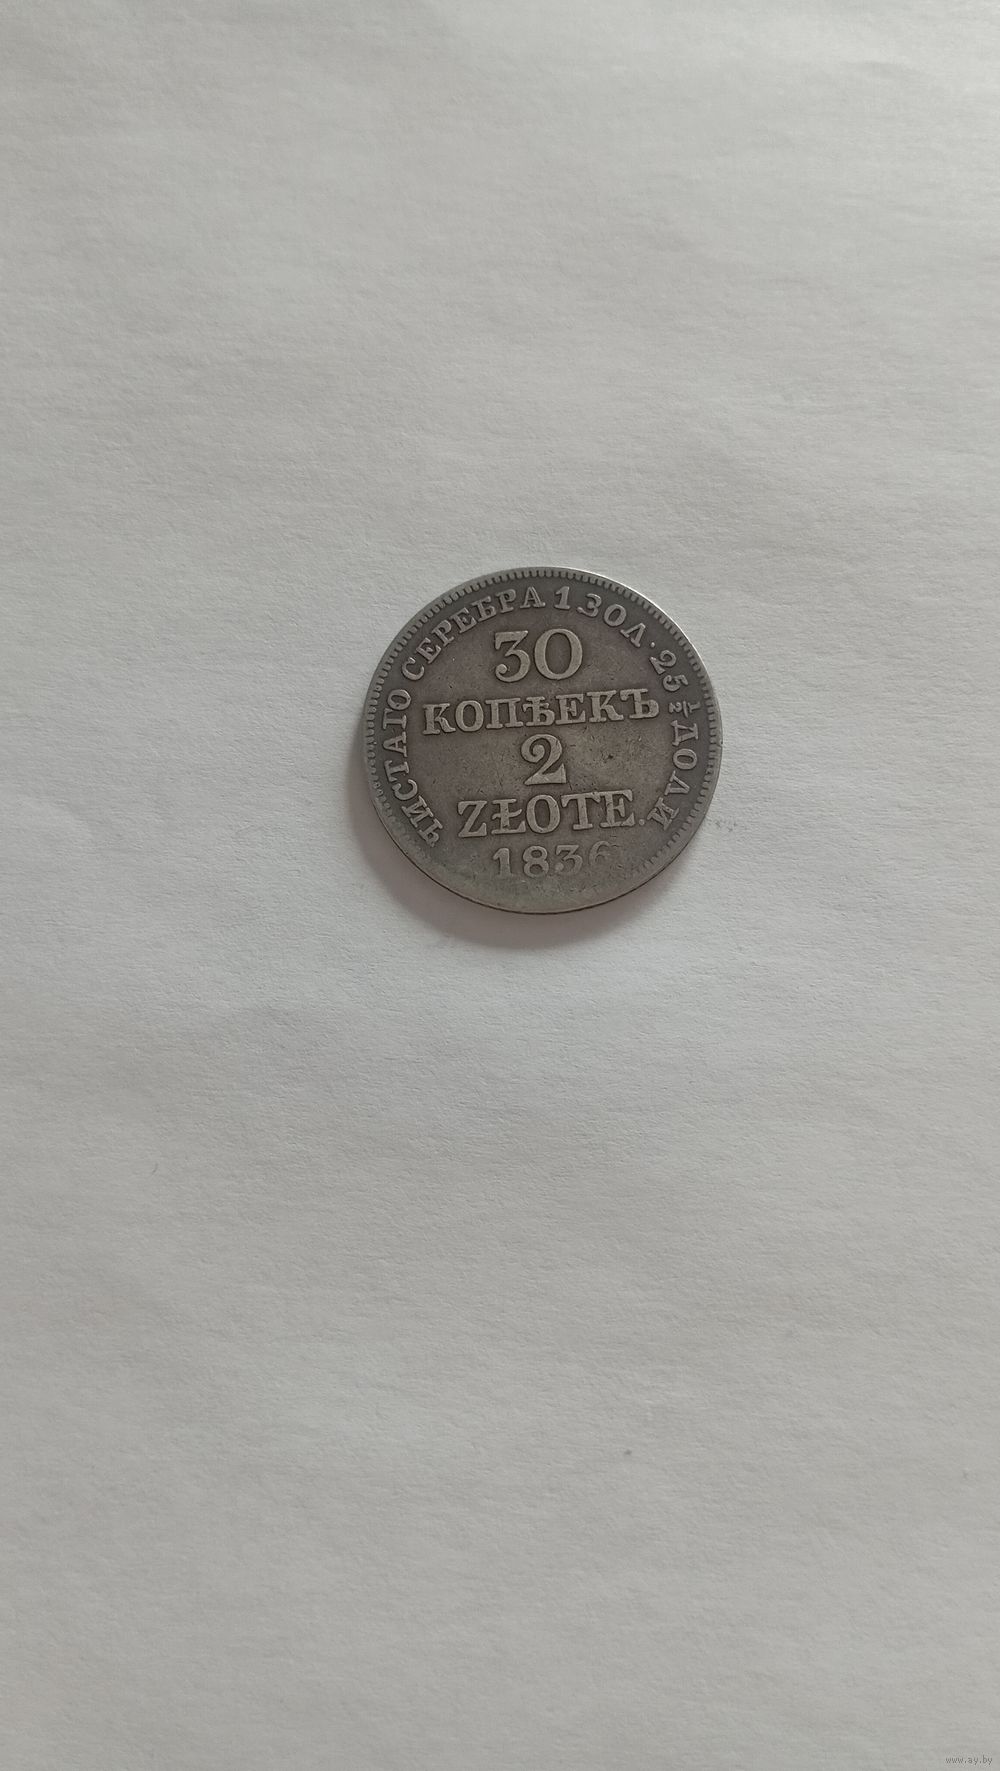 ЧИСТАГО СЕРЕБРА 1 ЗОЛ. 25 ½ ДОЛИ
30
КОПѢЕКЪ
2
ZŁOTE.
1836
www.ay.by